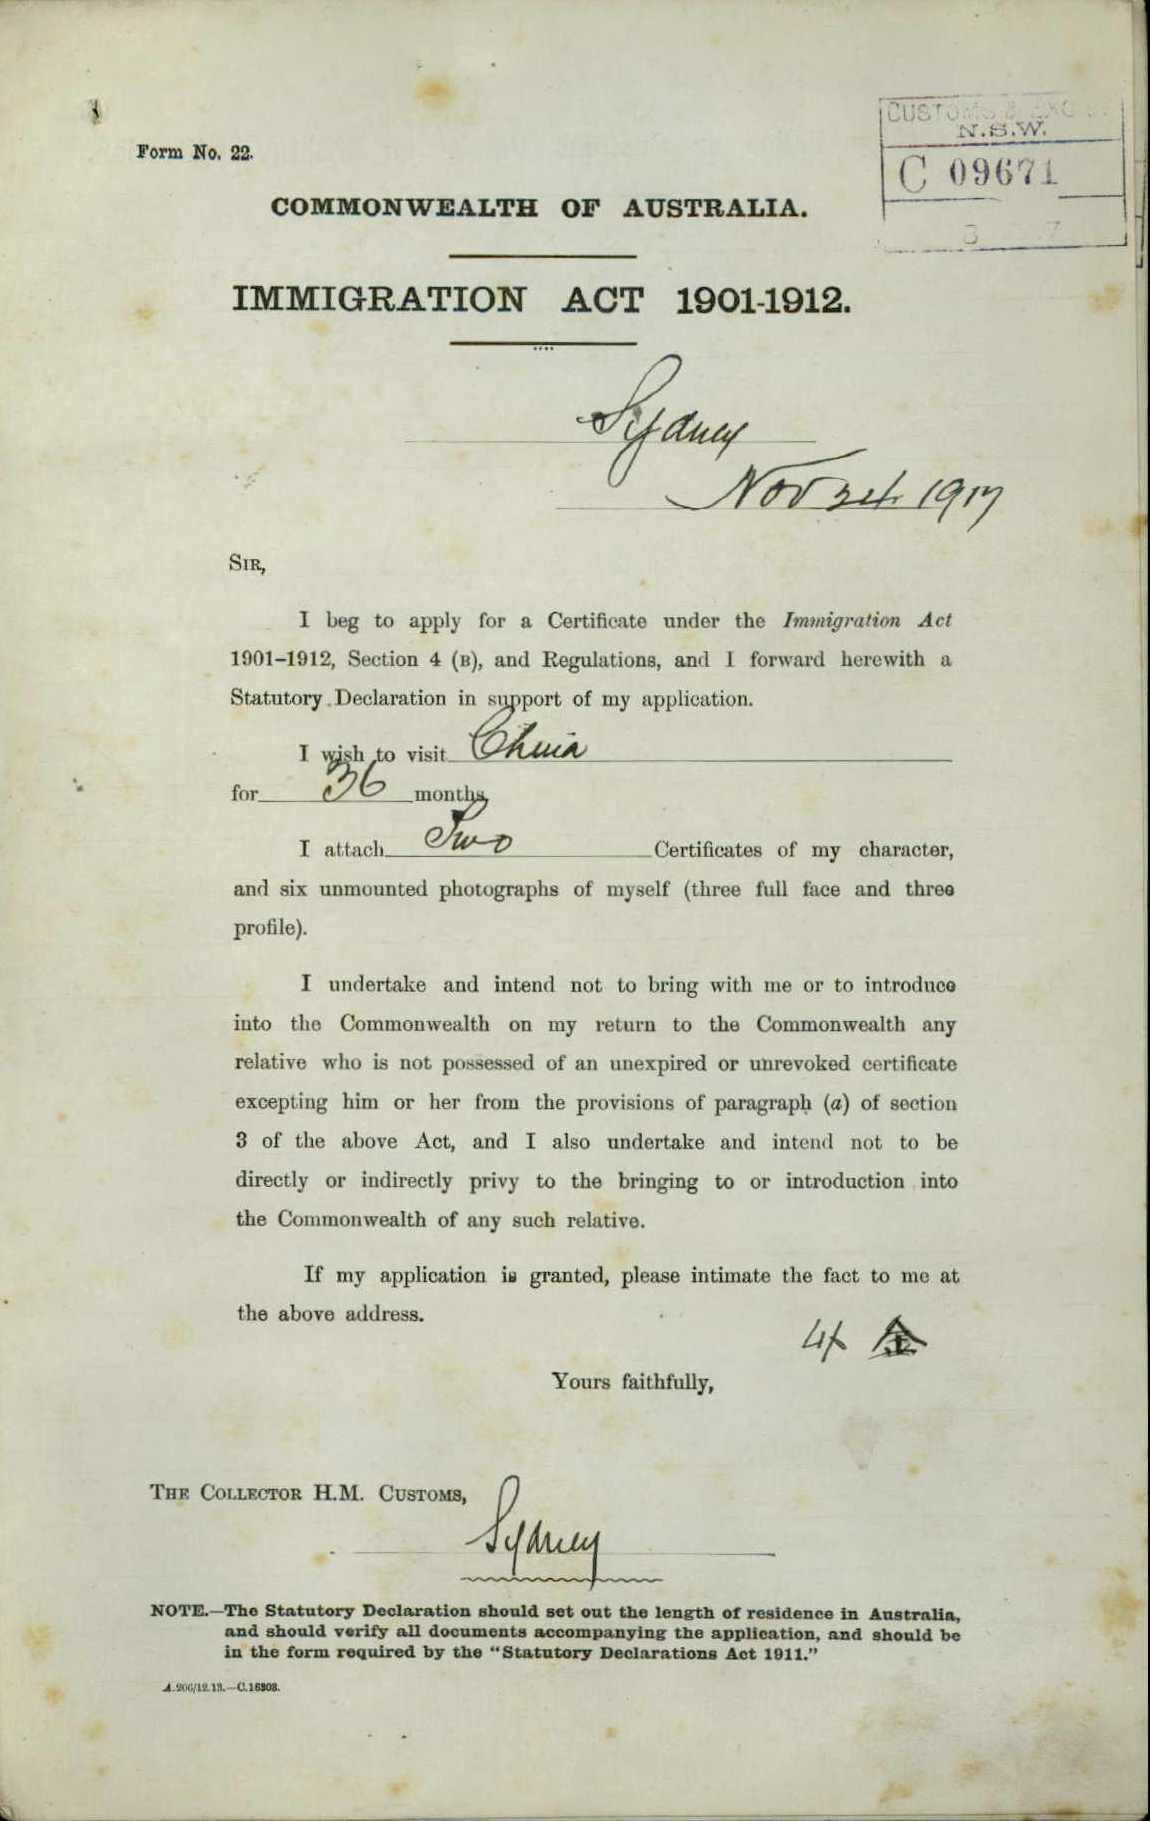 Form No. 22.
CUSTOMS & EXCISE
N.S.W.
C 09671
3 7
COMMONWEALTH OF AUSTRALIA.
IMMIGRATION ACT 1901-1912.
Sydney
Nov 24 1917
SIR,
I beg to apply for a Certificate under the Immigration Act
1901–1912, Section 4 (B), and Regulations, and I forward herewith a
Statutory Declaration in support of my application.
I wish to visit China
for 36 months
I attach Two Certificates of my character,
and six unmounted photographs of myself (three full face and three
profile).
I undertake and intend not to bring with me or to introduce
into the Commonwealth on my return to the Commonwealth any
relative who is not possessed of an unexpired or unrevoked certificate
excepting him or her from the provisions of paragraph (a) of section
3 of the above Act, and I also undertake and intend not to be
directly or indirectly privy to the bringing to or introduction into
the Commonwealth of any such relative.
If my application is granted, please intimate the fact to me at
the above address.
金
Yours faithfully,
THE COLLECTOR H.M. CUSTOMS,
Sydney
NOTE.—The Statutory Declaration should set out the length of residence in Australia,
and should verify all documents accompanying the application, and should be
in the form required by the "Statutory Declarations Act 1911."
A.206/12.13.—C.16808.